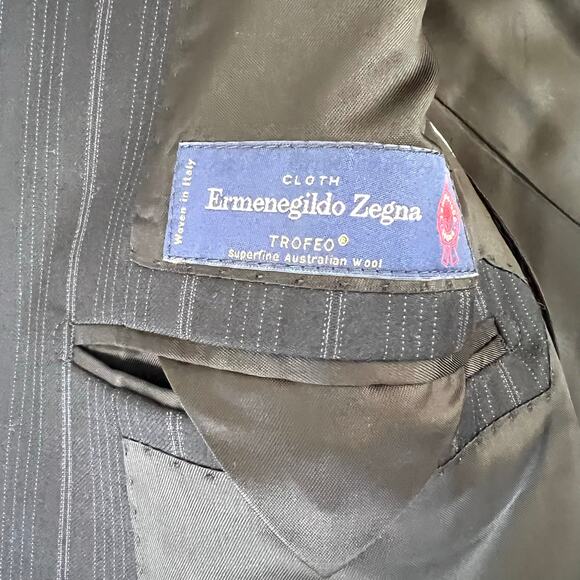 Woven in Italy
CLOTH
Ermenegildo Zegna
TROFEO®
Superfine Australian Wool